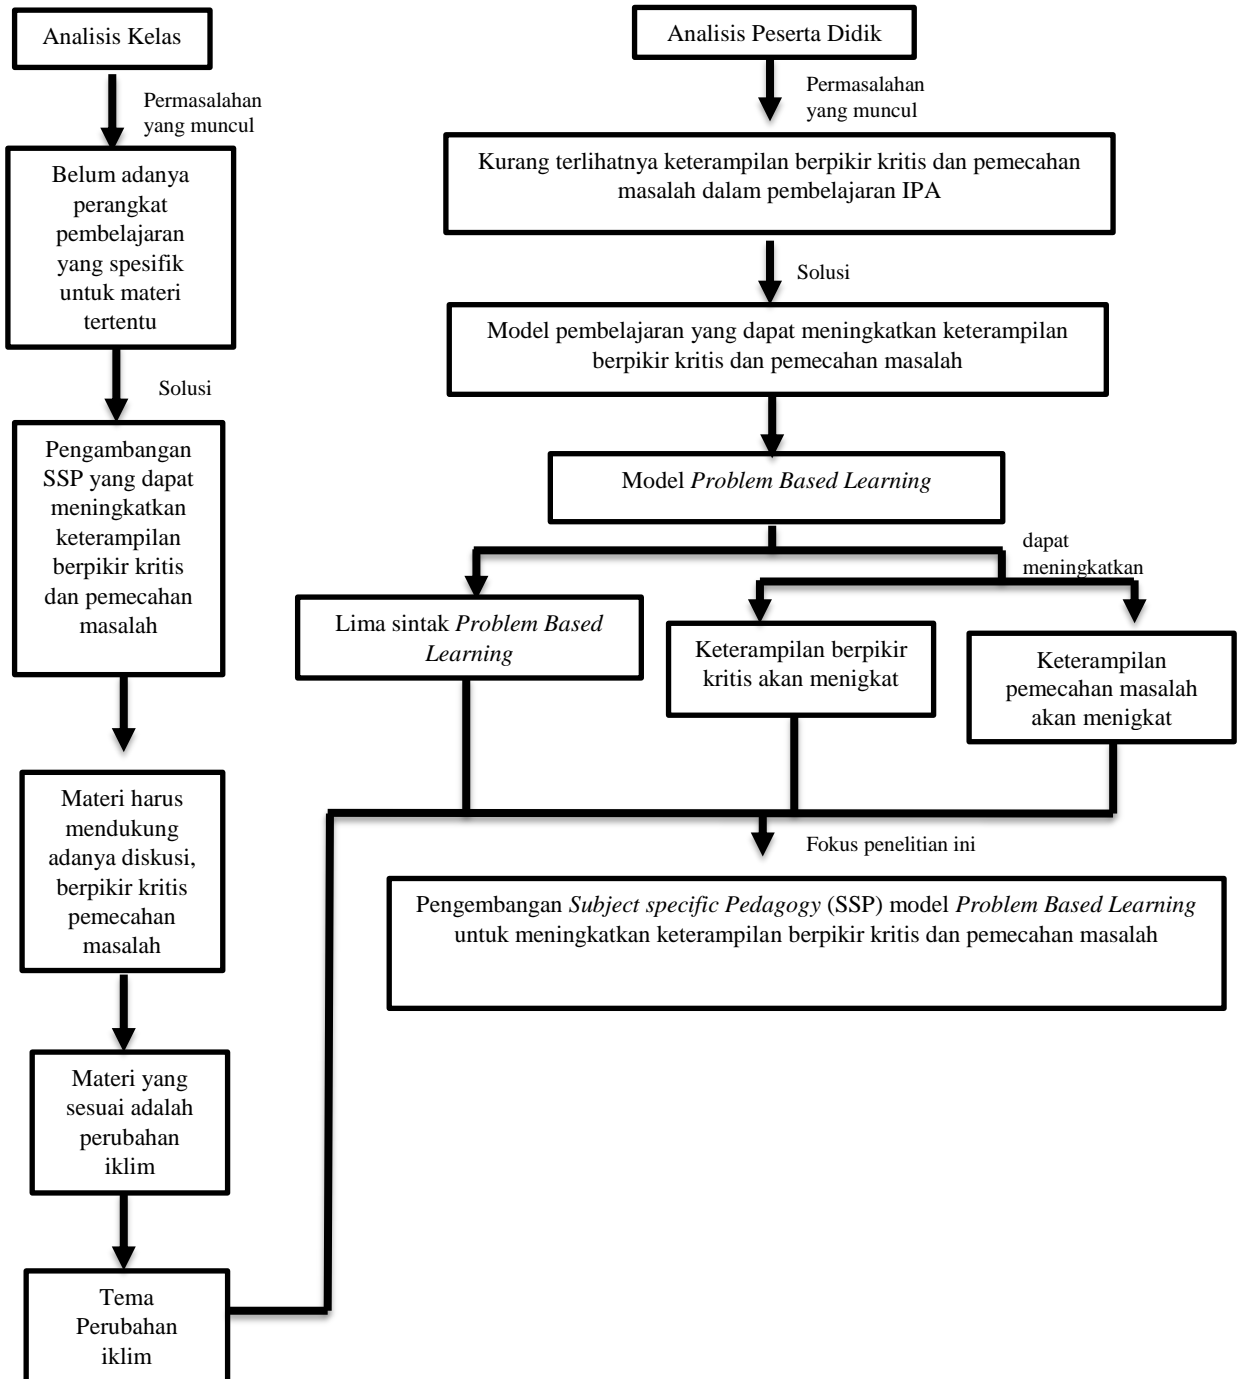 Analisis Kelas
Permasalahan
yang muncul
Belum adanya
perangkat
pembelajaran
yang spesifik
untuk materi
tertentu
Solusi
Pengambangan
SSP yang dapat
meningkatkan
keterampilan
berpikir kritis
dan pemecahan
masalah
Materi harus
mendukung
adanya diskusi,
berpikir kritis
pemecahan
masalah
Materi yang
sesuai adalah
perubahan
iklim
Tema
Perubahan
iklim
Analisis Peserta Didik
Permasalahan
yang muncul
Kurang terlihatnya keterampilan berpikir kritis dan pemecahan
masalah dalam pembelajaran IPA
Solusi
Model pembelajaran yang dapat meningkatkan keterampilan
berpikir kritis dan pemecahan masalah
Model Problem Based Learning
dapat
meningkatkan
Lima sintak Problem Based
Learning
Keterampilan berpikir
kritis akan menigkat
Keterampilan
pemecahan masalah
akan menigkat
Fokus penelitian ini
Pengembangan Subject specific Pedagogy (SSP) model Problem Based Learning
untuk meningkatkan keterampilan berpikir kritis dan pemecahan masalah